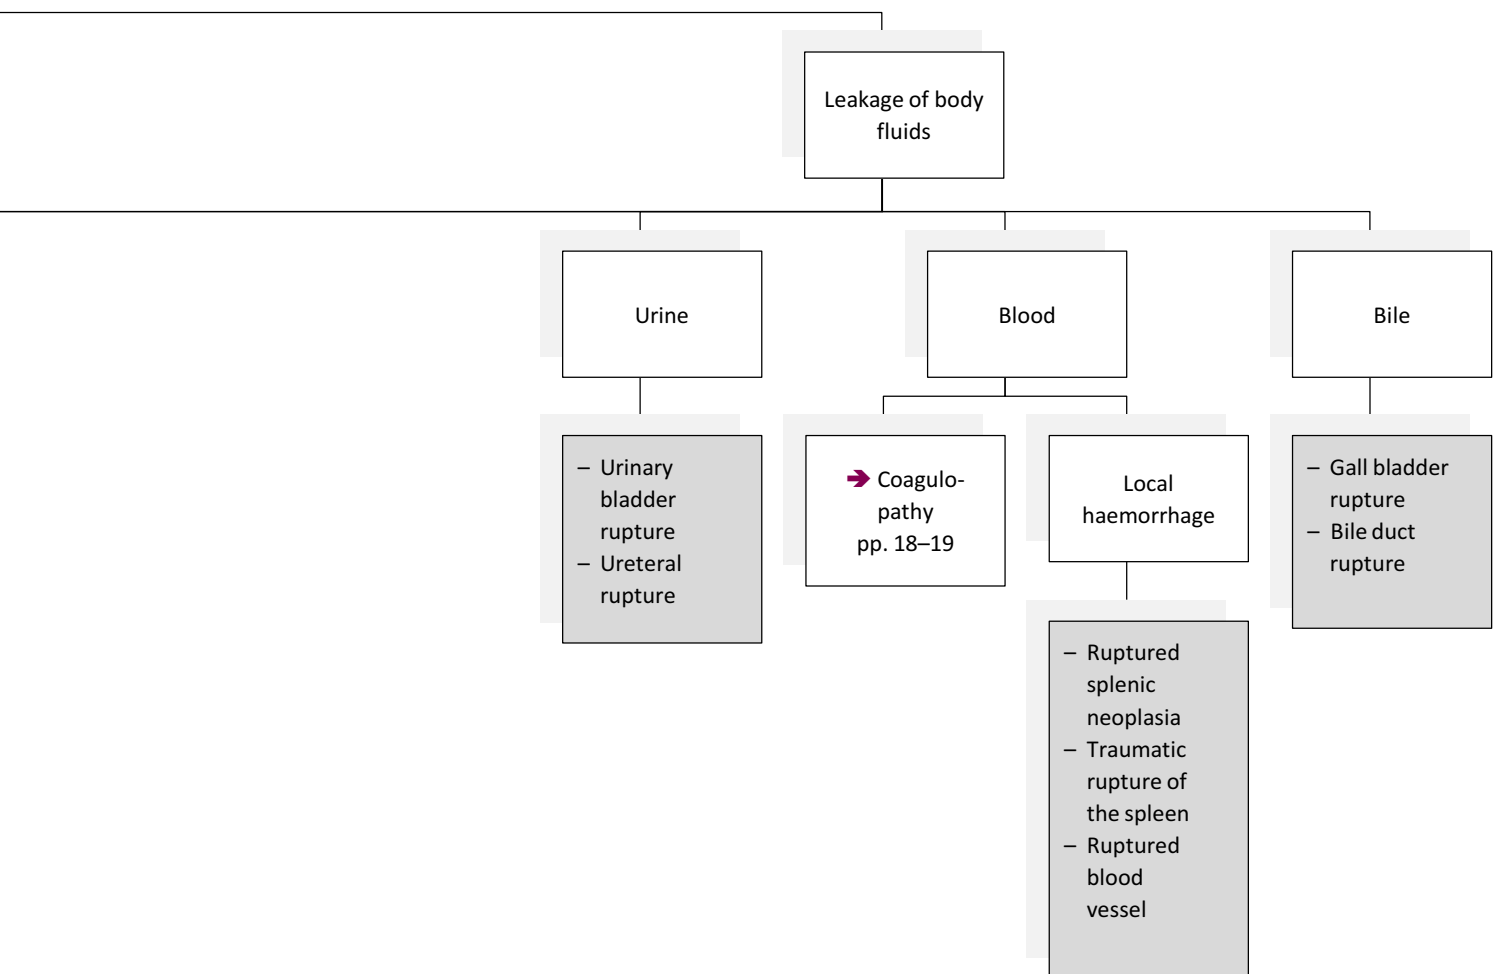 Leakage of body
fluids
Urine
Blood
Bile
– Urinary
bladder
rupture
– Ureteral
rupture
➔ Coagulo-
pathy
pp. 18–19
Local
haemorrhage
– Gall bladder
rupture
– Bile duct
rupture
– Ruptured
splenic
neoplasia
– Traumatic
rupture of
the spleen
– Ruptured
blood
vessel